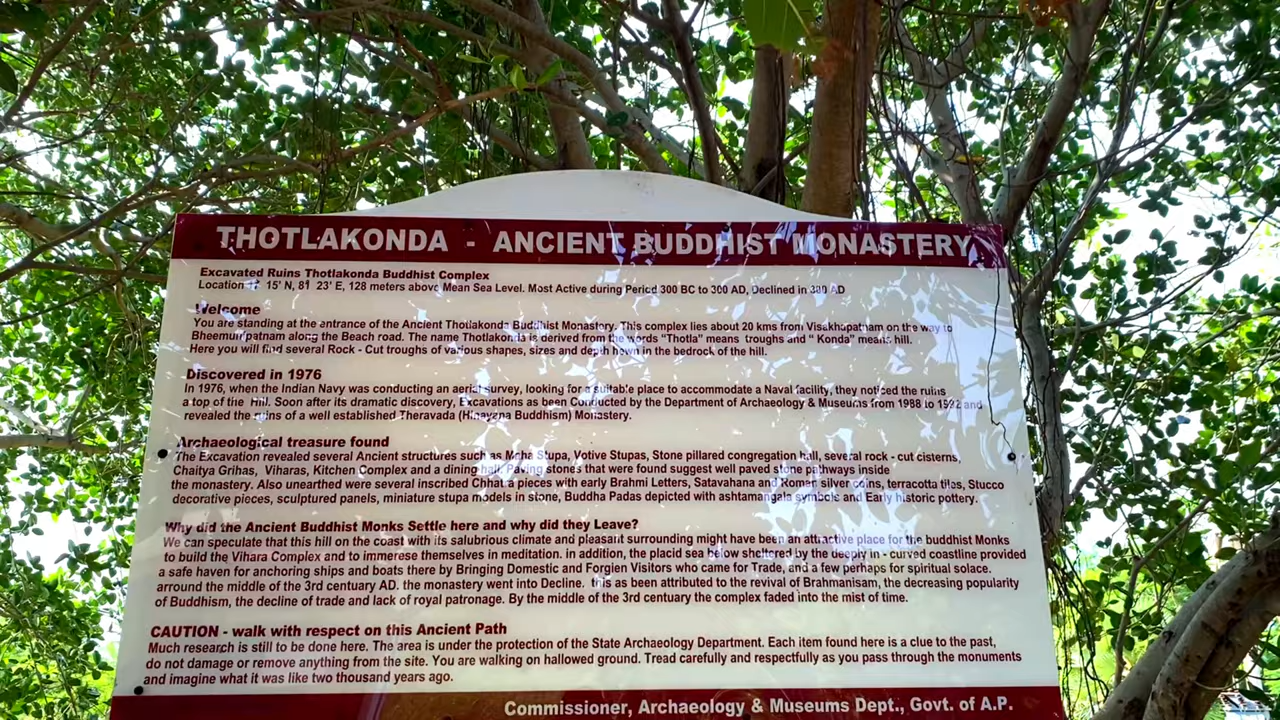 THOTLAKONDA - ANCIENT BUDDHIST MONASTERY
Excavated Ruins Thotlakonda Buddhist Complex
Location 17 15' N, 81 23' E, 128 meters above Mean Sea Level. Most Active during Period 300 BC to 300 AD, Declined in 300 AD
Welcome
You are standing at the entrance of the Ancient Thotlakonda Buddhist Monastery. This complex lies about 20 kms from Visakhapatnam on the way to
Bheemunipatnam along the Beach road. The name Thotlakonda is derived from the words "Thotla" means troughs and " Konda" means hill.
Here you will find several Rock - Cut troughs of various shapes, sizes and depth hewn in the bedrock of the hill.
Discovered in 1976
In 1976, when the Indian Navy was conducting an aerial survey, looking for a suitable place to accommodate a Naval facility, they noticed the ruins
a top of the Hill. Soon after its dramatic discovery, Excavations as been Conducted by the Department of Archaeology & Museums from 1988 to 1992 and
revealed the ruins of a well established Theravada (Hinayana Buddhism) Monastery.
Archaeological treasure found
The Excavation revealed several Ancient structures such as Maha Stupa, Votive Stupas, Stone pillared congregation hall, several rock - cut cisterns,
Chaitya Grihas, Viharas, Kitchen Complex and a dining hall. Paving stones that were found suggest well paved stone pathways inside
the monastery. Also unearthed were several inscribed Chhatra pieces with early Brahmi Letters, Satavahana and Roman silver coins, terracotta tiles, Stucco
decorative pieces, sculptured panels, miniature stupa models in stone, Buddha Padas depicted with ashtamangala symbols and Early historic pottery.
Why did the Ancient Buddhist Monks Settle here and why did they Leave?
We can speculate that this hill on the coast with its salubrious climate and pleasant surrounding might have been an attractive place for the buddhist Monks
to build the Vihara Complex and to immerese themselves in meditation. in addition, the placid sea below sheltered by the deeply in - curved coastline provided
a safe haven for anchoring ships and boats there by Bringing Domestic and Forgien Visitors who came for Trade, and a few perhaps for spiritual solace.
arround the middle of the 3rd centuary AD. the monastery went into Decline. this as been attributed to the revival of Brahmanism, the decreasing popularity
of Buddhism, the decline of trade and lack of royal patronage. By the middle of the 3rd century the complex faded into the mist of time.
CAUTION - walk with respect on this Ancient Path
Much research is still to be done here. The area is under the protection of the State Archaeology Department. Each item found here is a clue to the past,
do not damage or remove anything from the site. You are walking on hallowed ground. Tread carefully and respectfully as you pass through the monuments
and imagine what it was like two thousand years ago.
Commissioner, Archaeology & Museums Dept., Govt. of A.P.